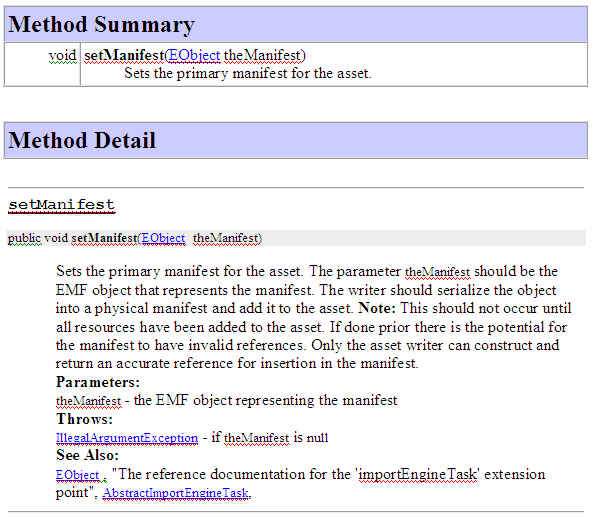 Method Summary
void setManifest(EObject theManifest)
Sets the primary manifest for the asset.
Method Detail
setManifest
public void setManifest(EObject theManifest)
Sets the primary manifest for the asset. The parameter theManifest should be the
EMF object that represents the manifest. The writer should serialize the object
into a physical manifest and add it to the asset. Note: This should not occur until
all resources have been added to the asset. If done prior there is the potential for
the manifest to have invalid references. Only the asset writer can construct and
return an accurate reference for insertion in the manifest.
Parameters:
theManifest - the EMF object representing the manifest
Throws:
IllegalArgumentException - if theManifest is null
See Also:
EObject , "The reference documentation for the 'importEngineTask' extension
point", AbstractImportEngineTask,